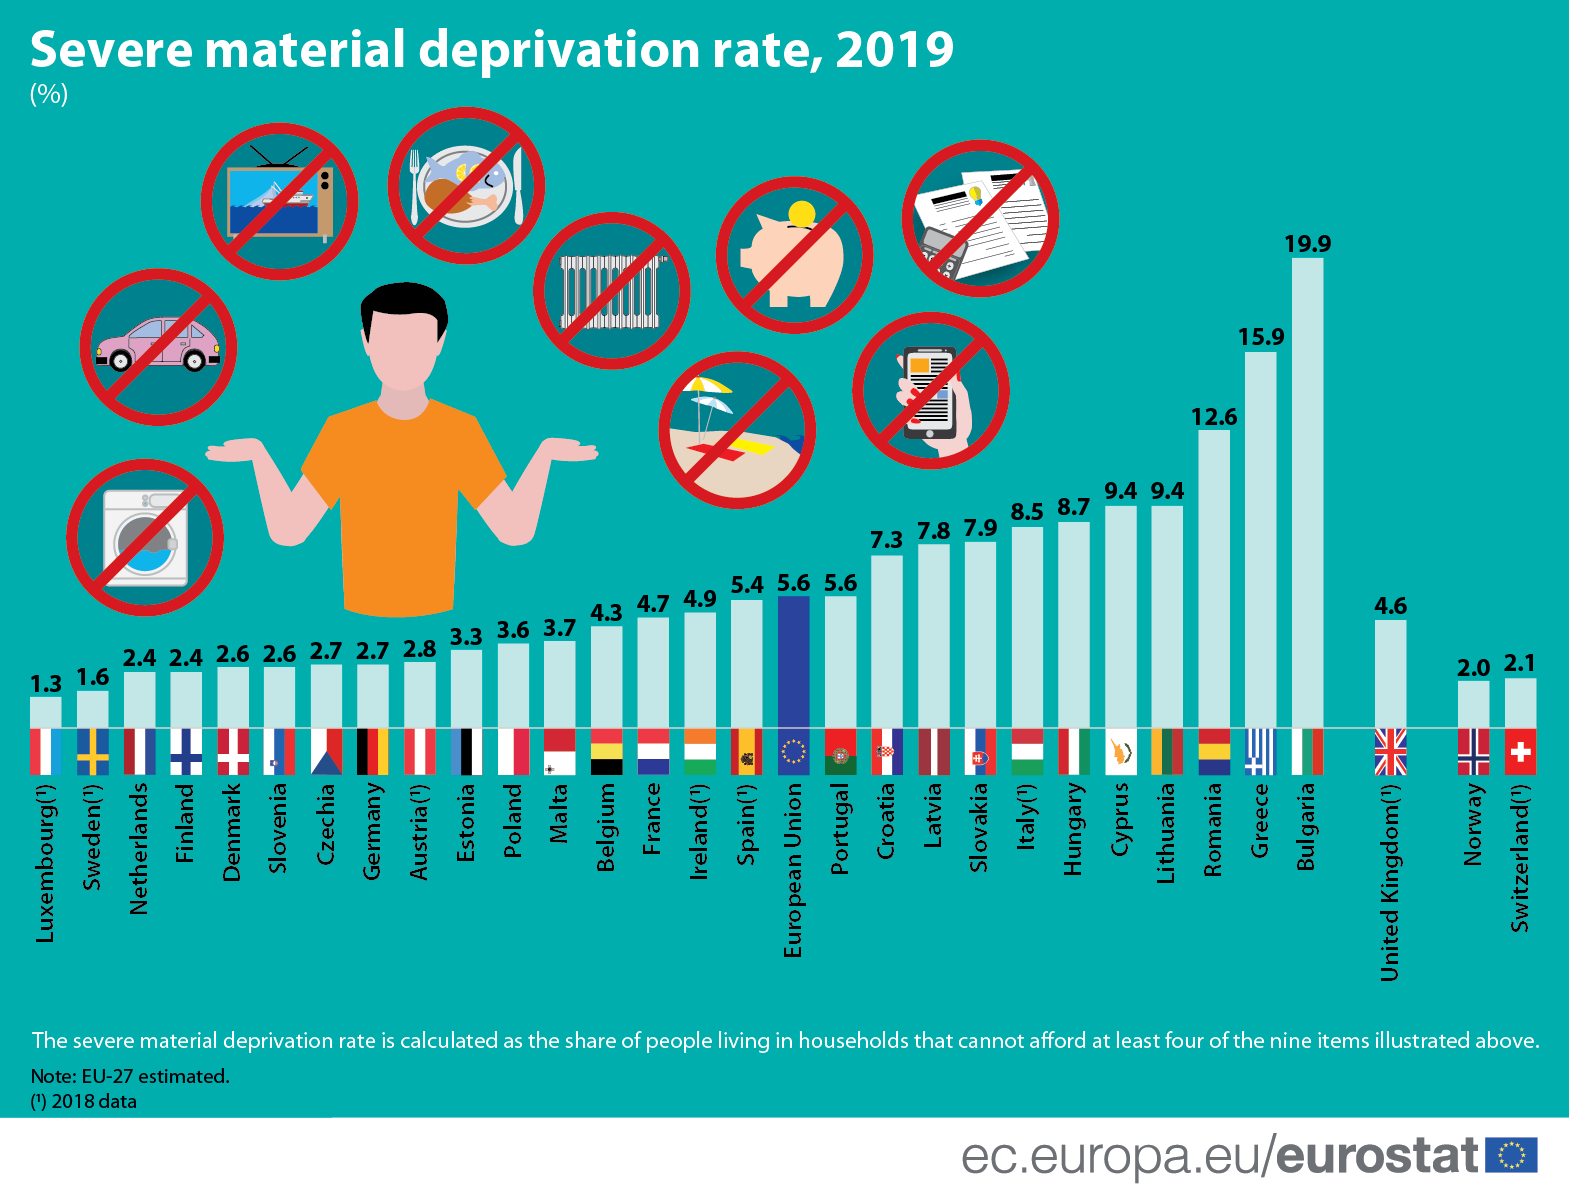 Severe material deprivation rate, 2019
(%)
1.3
1.6
2.4
2.4
2.6
2.6
2.7
2.7
2.8
3.3
3.6
3.7
4.3
4.7
4.9
5.4
5.6
5.6
7.3
7.8
7.9
8.5
8.7
9.4
9.4
12.6
15.9
19.9
4.6
2.0
2.1
Luxembourg(¹)
Sweden(¹)
Netherlands
Finland
Denmark
Slovenia
Czechia
Germany
Austria(¹)
Estonia
Poland
Malta
Belgium
France
Ireland(¹)
Spain(¹)
European Union
Portugal
Croatia
Latvia
Slovakia
Italy(¹)
Hungary
Cyprus
Lithuania
Romania
Greece
Bulgaria
United Kingdom(¹)
Norway
Switzerland(¹)
The severe material deprivation rate is calculated as the share of people living in households that cannot afford at least four of the nine items illustrated above.
Note: EU-27 estimated.
(¹) 2018 data
ec.europa.eu/eurostat